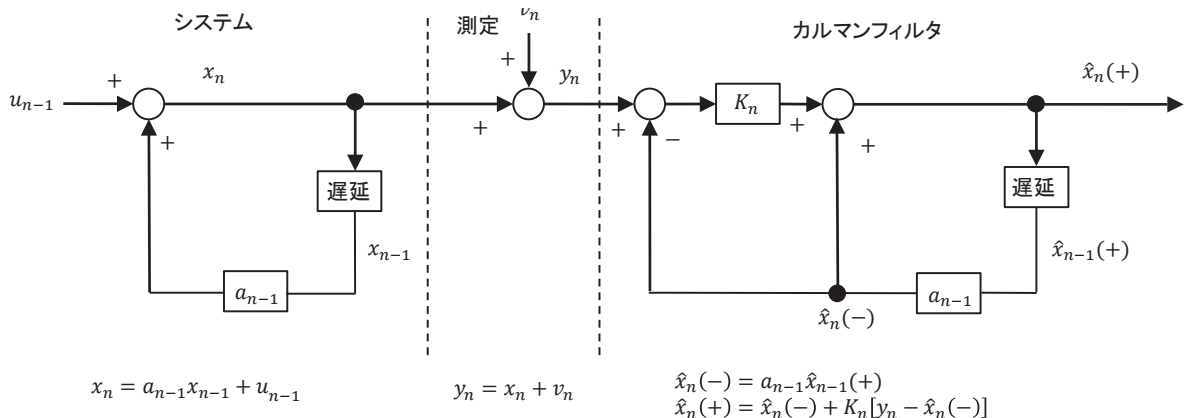 システム
測定
カルマンフィルタ
v_n
+
x_n
+
y_n
x̂_n(+)
u_{n−1}
+
+
+
−
K_n
+
+
遅延
遅延
x_{n−1}
x̂_{n−1}(+)
a_{n−1}
a_{n−1}
x̂_n(−)
x_n = a_{n−1}x_{n−1} + u_{n−1}
y_n = x_n + v_n
x̂_n(−) = a_{n−1}x̂_{n−1}(+)
x̂_n(+) = x̂_n(−) + K_n[y_n − x̂_n(−)]